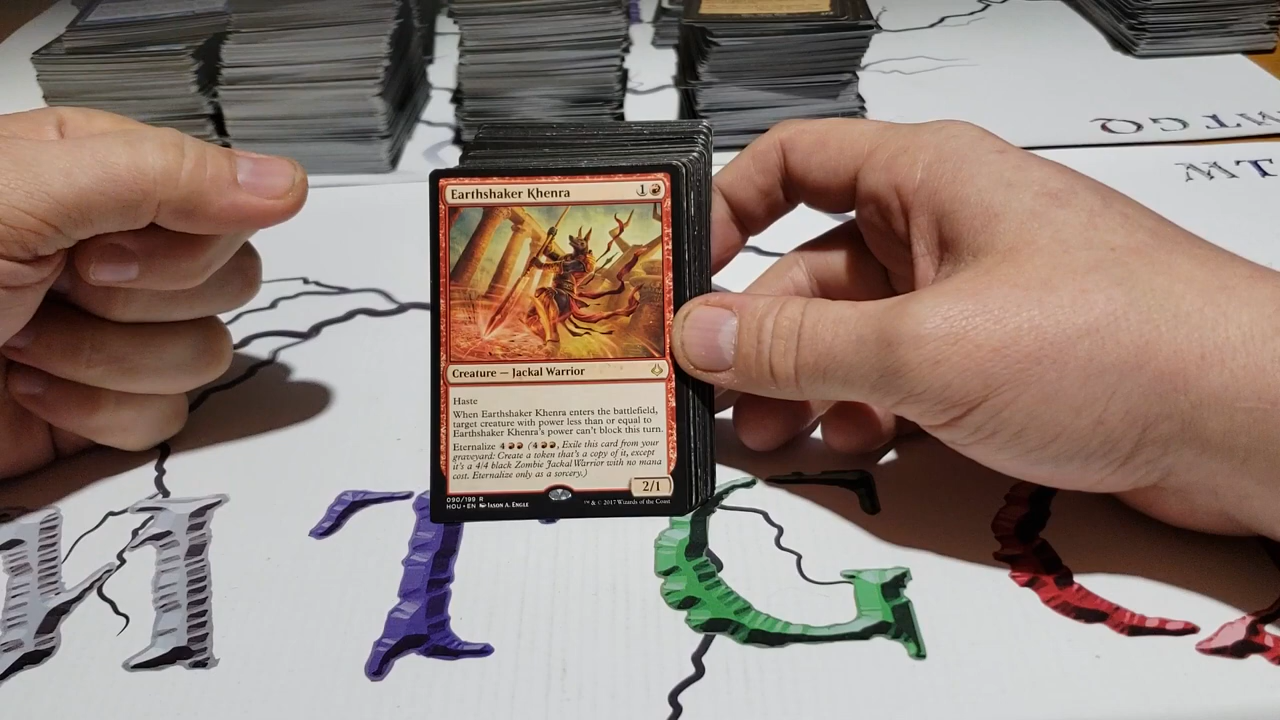 MTGQ
TM
Earthshaker Khenra 1
Creature — Jackal Warrior
Haste
When Earthshaker Khenra enters the battlefield,
target creature with power less than or equal to
Earthshaker Khenra's power can't block this turn.
Eternalize 4 (4, Exile this card from your
graveyard: Create a token that's a copy of it, except
it's a 4/4 black Zombie Jackal Warrior with no mana
cost. Eternalize only as a sorcery.)
2/1
090/199 R
HOU • EN JASON A. ENGLE
™ & © 2017 Wizards of the Coast
MTG